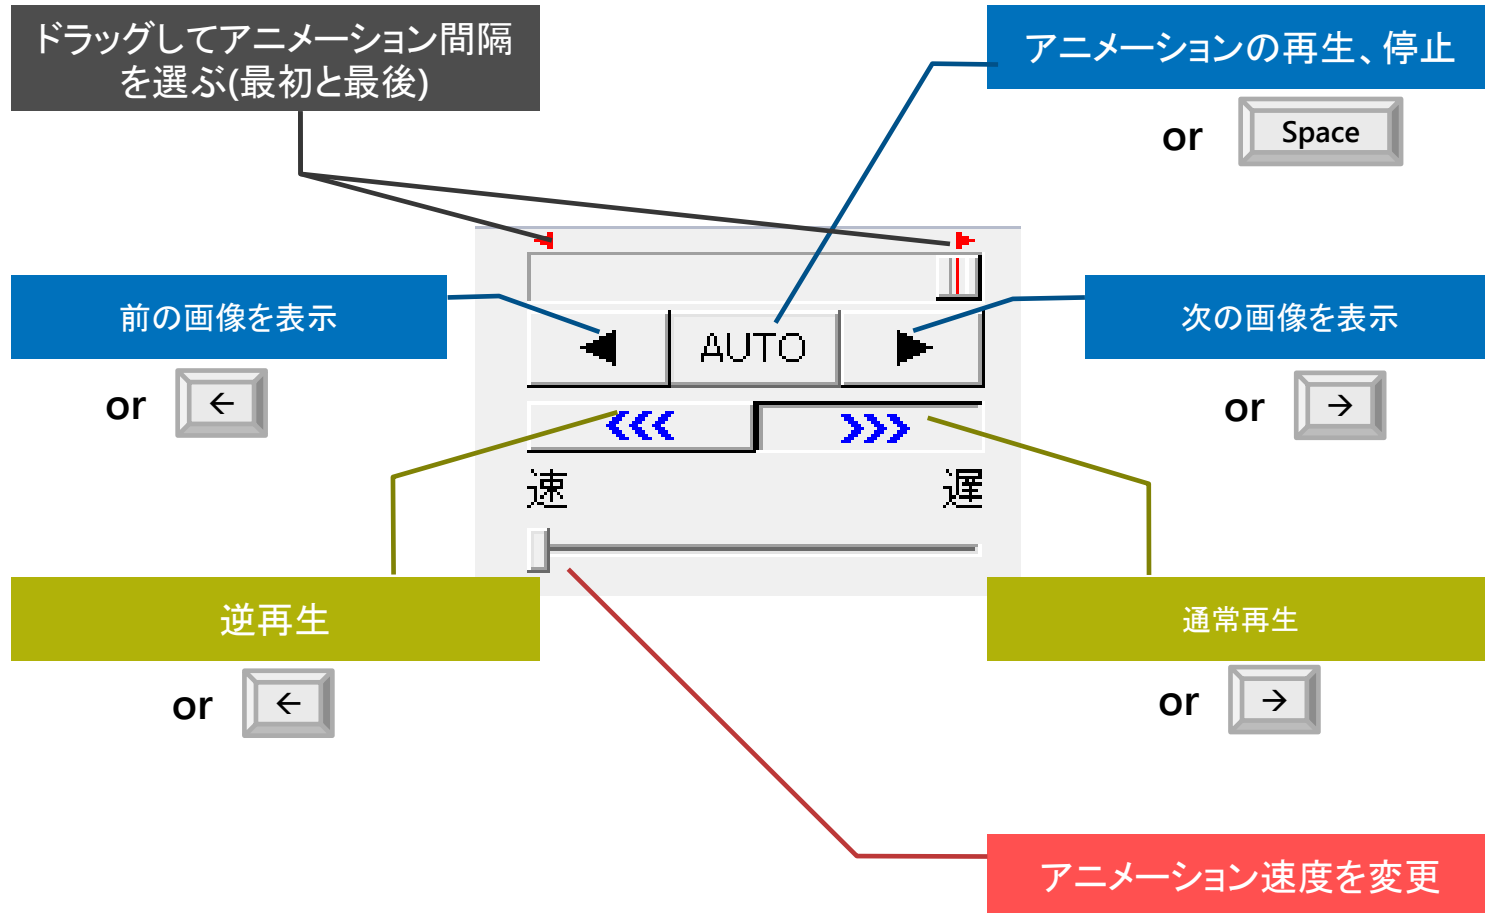 ドラッグしてアニメーション間隔
を選ぶ(最初と最後)
アニメーションの再生、停止
or Space
前の画像を表示
or ←
AUTO
次の画像を表示
or →
速 遅
逆再生
or ←
通常再生
or →
アニメーション速度を変更